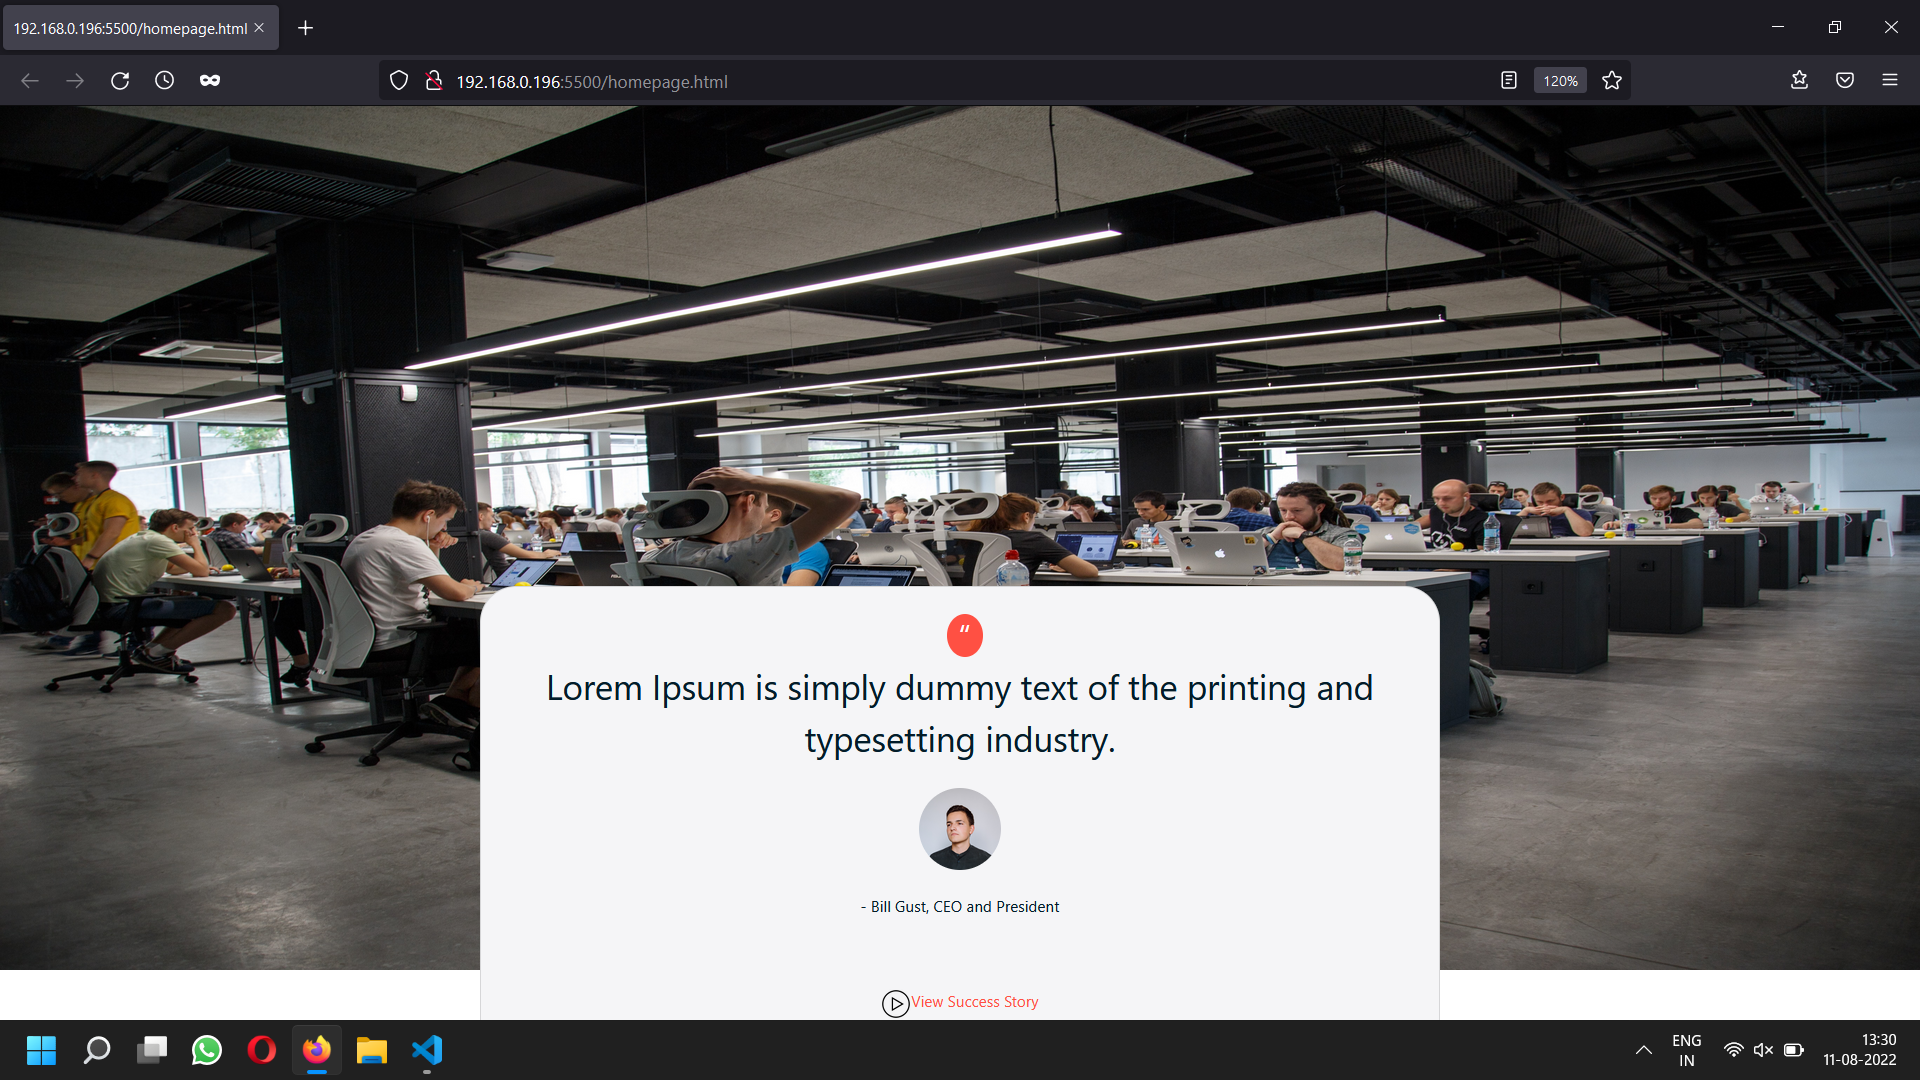 192.168.0.196:5500/homepage.html
192.168.0.196:5500/homepage.html
120%
“
Lorem Ipsum is simply dummy text of the printing and
typesetting industry.
- Bill Gust, CEO and President
View Success Story
ENG
IN
13:30
11-08-2022